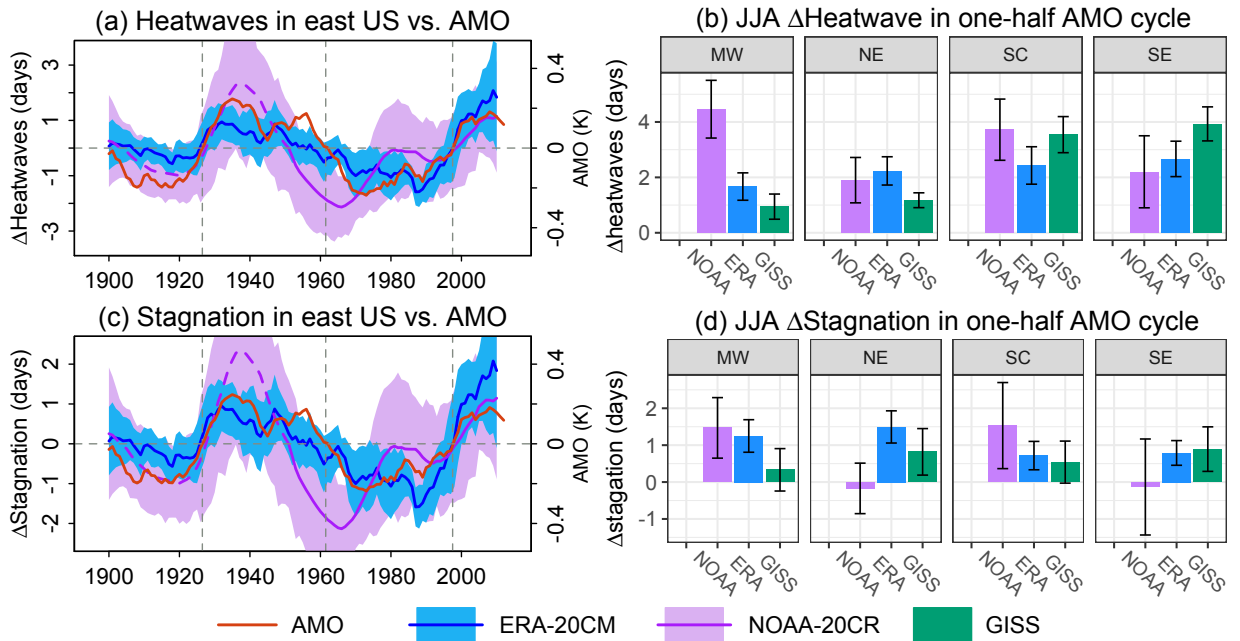 (a) Heatwaves in east US vs. AMO
ΔHeatwaves (days)
3
1
-1
-3
0.4
0
-0.4
AMO (K)
1900 1920 1940 1960 1980 2000
(b) JJA ΔHeatwave in one-half AMO cycle
MW NE SC SE
Δheatwaves (days)
4
2
0
NOAA ERA GISS NOAA ERA GISS NOAA ERA GISS NOAA ERA GISS
(c) Stagnation in east US vs. AMO
ΔStagnation (days)
2
1
0
-1
-2
0.4
0
-0.4
AMO (K)
1900 1920 1940 1960 1980 2000
(d) JJA ΔStagnation in one-half AMO cycle
MW NE SC SE
Δstagation (days)
2
1
0
-1
NOAA ERA GISS NOAA ERA GISS NOAA ERA GISS NOAA ERA GISS
AMO ERA-20CM NOAA-20CR GISS